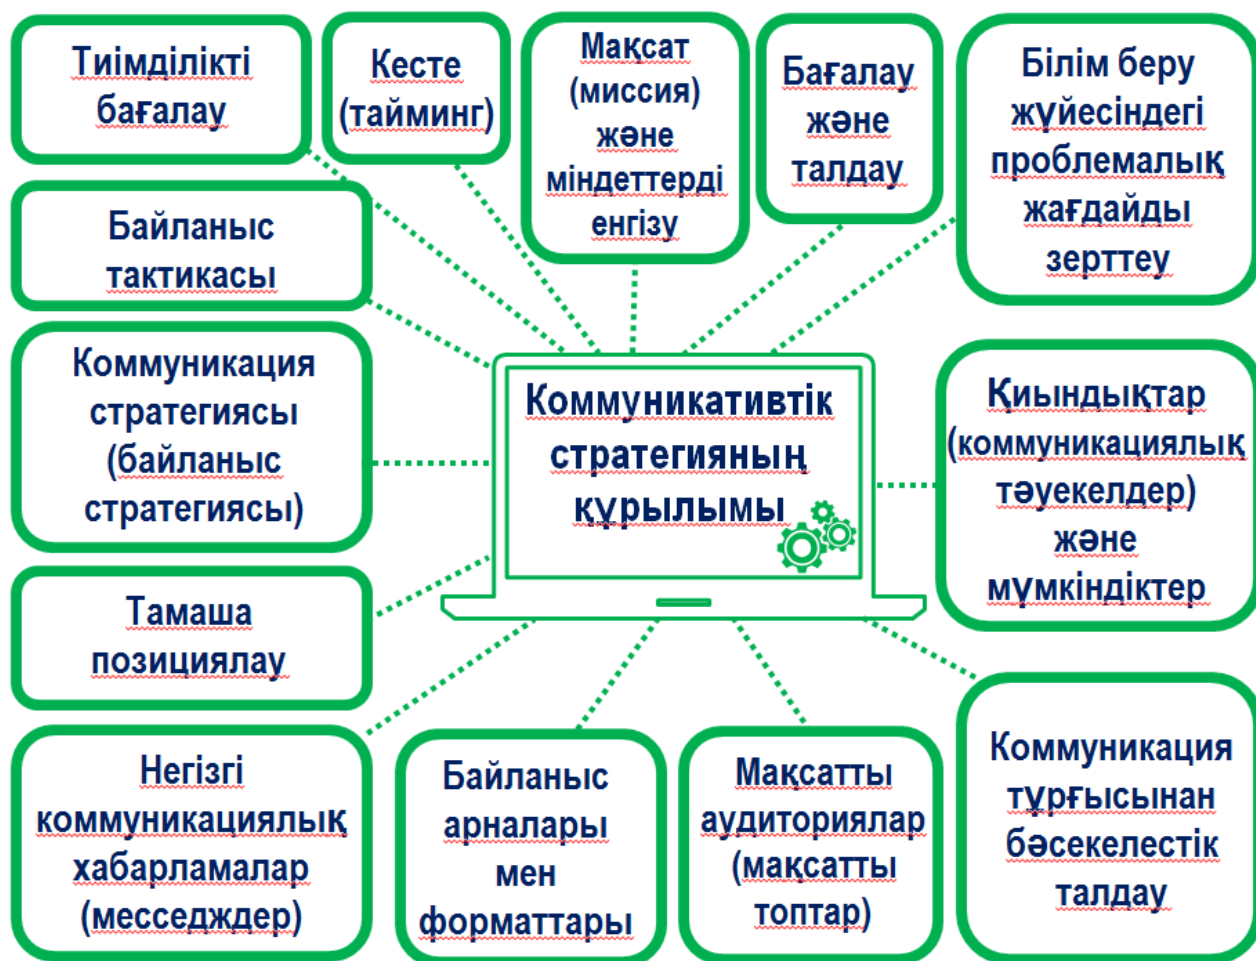 Тиімділікті
бағалау
Кесте
(тайминг)
Мақсат
(миссия)
және
міндеттерді
енгізу
Бағалау
және
талдау
Білім беру
жүйесіндегі
проблемалық
жағдайды
зерттеу
Байланыс
тактикасы
Коммуникация
стратегиясы
(байланыс
стратегиясы)
Коммуникативтік
стратегияның
құрылымы
Қиындықтар
(коммуникациялық
тәуекелдер)
және
мүмкіндіктер
Тамаша
позициялау
Негізгі
коммуникациялық
хабарламалар
(месседждер)
Байланыс
арналары
мен
форматтары
Мақсатты
аудиториялар
(мақсатты
топтар)
Коммуникация
тұрғысынан
бәсекелестік
талдау